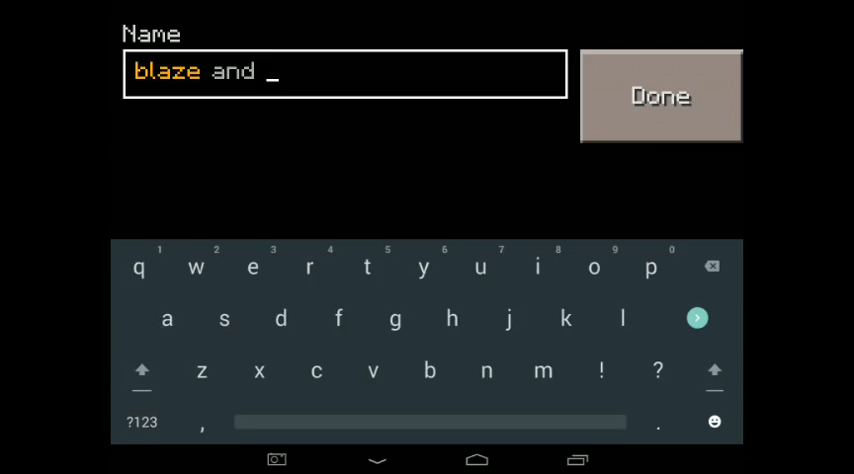 Name
blaze and _
Done
1 2 3 4 5 6 7 8 9 0
q w e r t y u i o p
a s d f g h j k l
z x c v b n m ! ?
?123 , .